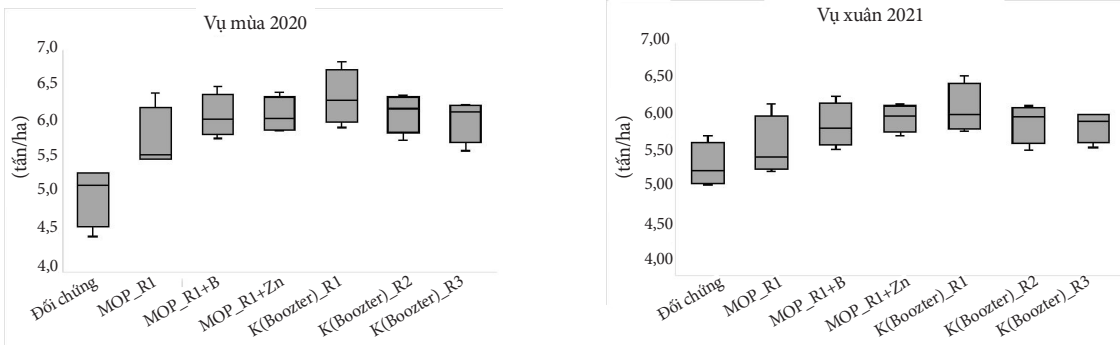 Vụ mùa 2020
(tấn/ha)
7,0
6,5
6,0
5,5
5,0
4,5
4,0
Đối chứng
MOP_R1
MOP_R1+B
MOP_R1+Zn
K(Boozter)_R1
K(Boozter)_R2
K(Boozter)_R3
Vụ xuân 2021
(tấn/ha)
7,00
6,50
6,00
5,50
5,00
4,50
4,00
Đối chứng
MOP_R1
MOP_R1+B
MOP_R1+Zn
K(Boozter)_R1
K(Boozter)_R2
K(Boozter)_R3